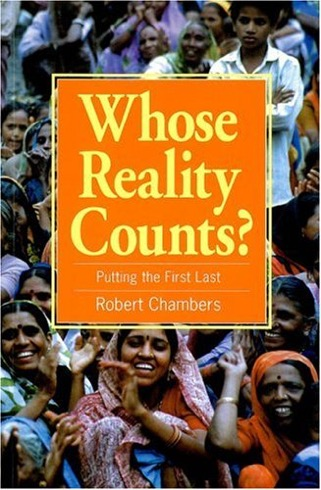 Whose
Reality
Counts?
Putting the First Last
Robert Chambers